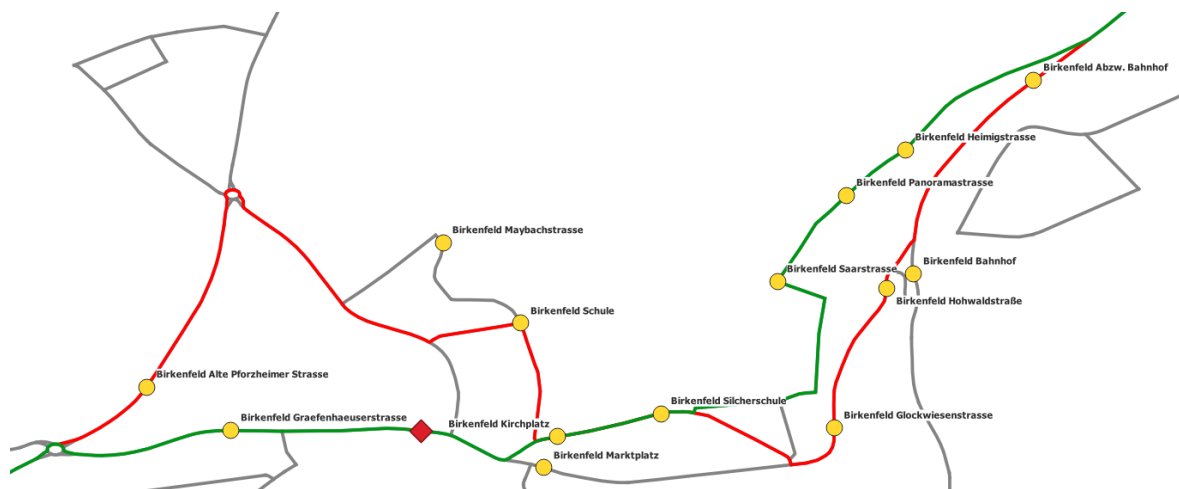 Birkenfeld Abzw. Bahnhof
Birkenfeld Heimigstrasse
Birkenfeld Panoramastrasse
Birkenfeld Maybachstrasse
Birkenfeld Bahnhof
Birkenfeld Saarstrasse
Birkenfeld Hohwaldstraße
Birkenfeld Schule
Birkenfeld Alte Pforzheimer Strasse
Birkenfeld Silcherschule
Birkenfeld Graefenhaeuserstrasse
Birkenfeld Kirchplatz
Birkenfeld Glockwiesenstrasse
Birkenfeld Marktplatz